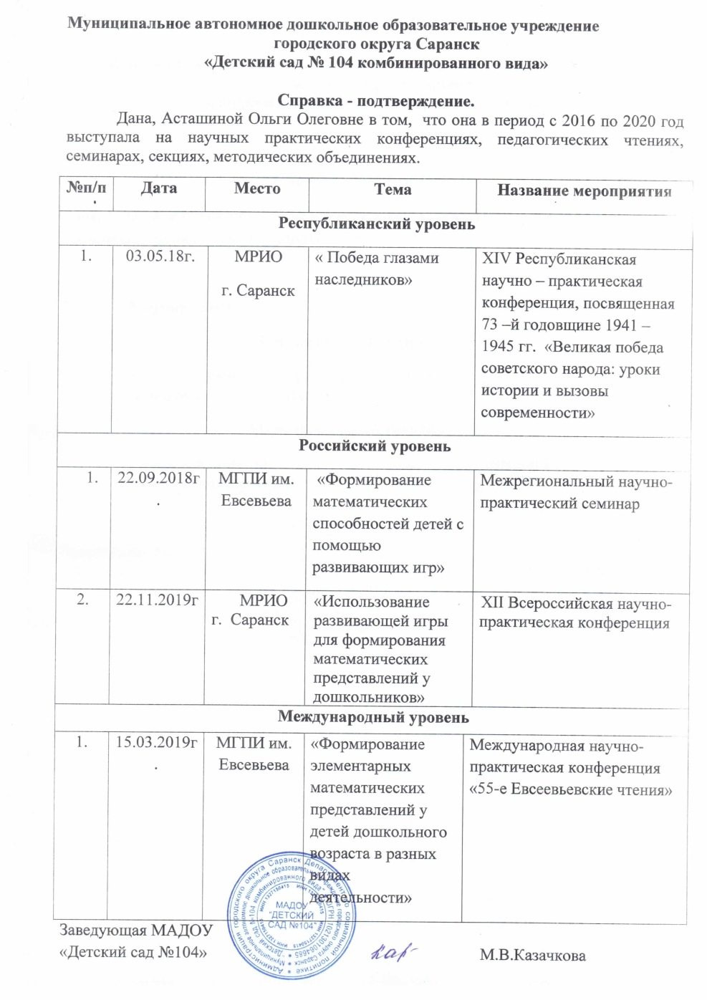 Муниципальное автономное дошкольное образовательное учреждение
городского округа Саранск
«Детский сад № 104 комбинированного вида»
Справка - подтверждение.
Дана, Асташиной Ольги Олеговне в том, что она в период с 2016 по 2020 год
выступала на научных практических конференциях, педагогических чтениях,
семинарах, секциях, методических объединениях.
№п/п
.
Дата
Место
Тема
Название мероприятия
Республиканский уровень
1.
03.05.18г.
МРИО
г. Саранск
« Победа глазами
наследников»
XIV Республиканская
научно – практическая
конференция, посвященная
73 –й годовщине 1941 –
1945 гг. «Великая победа
советского народа: уроки
истории и вызовы
современности»
Российский уровень
1.
22.09.2018г
.
МГПИ им.
Евсевьева
«Формирование
математических
способностей детей с
помощью
развивающих игр»
Межрегиональный научно-
практический семинар
2.
22.11.2019г
МРИО
г. Саранск
«Использование
развивающей игры
для формирования
математических
представлений у
дошкольников»
XII Всероссийская научно-
практическая конференция
Международный уровень
1.
15.03.2019г
.
МГПИ им.
Евсевьева
«Формирование
элементарных
математических
представлений у
детей дошкольного
возраста в разных
видах
деятельности»
Международная научно-
практическая конференция
«55-е Евсеевьевские чтения»
МАДОУ
"ДЕТСКИЙ
САД №104"
Заведующая МАДОУ
«Детский сад №104»
М.В.Казачкова